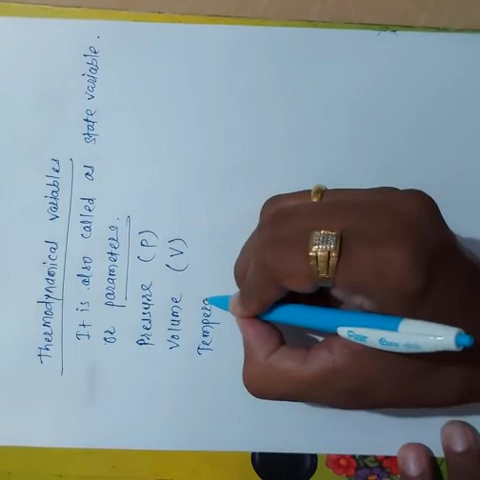 Thermodynamical variables
It is also called as state variable.
or parameters.
Pressure (P)
Volume (V)
Tempera